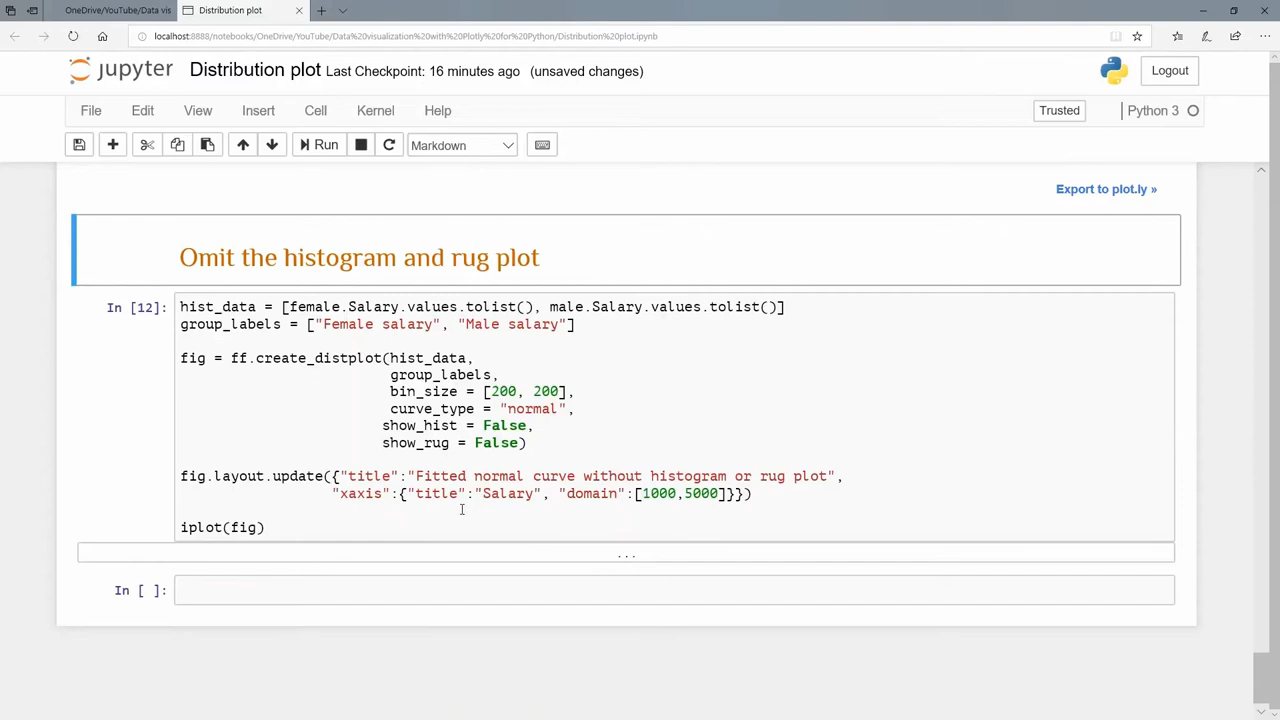 OneDrive/YouTube/Data vis
Distribution plot
localhost:8888/notebooks/OneDrive/YouTube/Data%20visualization%20with%20Plotly%20for%20Python/Distribution%20plot.ipynb
jupyter Distribution plot Last Checkpoint: 16 minutes ago (unsaved changes)
Logout
File Edit View Insert Cell Kernel Help
Trusted
Python 3
Run
Markdown
Export to plot.ly »
Omit the histogram and rug plot
In [12]:
hist_data = [female.Salary.values.tolist(), male.Salary.values.tolist()]
group_labels = ["Female salary", "Male salary"]
fig = ff.create_distplot(hist_data,
group_labels,
bin_size = [200, 200],
curve_type = "normal",
show_hist = False,
show_rug = False)
fig.layout.update({"title":"Fitted normal curve without histogram or rug plot",
"xaxis":{"title":"Salary", "domain":[1000,5000]}})
iplot(fig)
...
In [ ]: